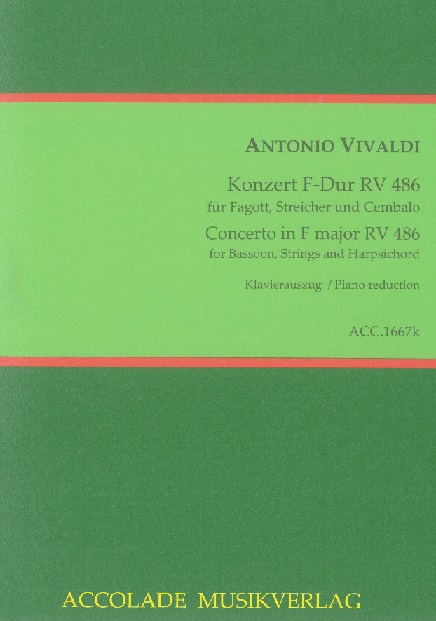 ANTONIO VIVALDI
Konzert F-Dur RV 486
für Fagott, Streicher und Cembalo
Concerto in F major RV 486
for Bassoon, Strings and Harpsichord
Klavierauszug / Piano reduction
ACC.1667k
ACCOLADE MUSIKVERLAG